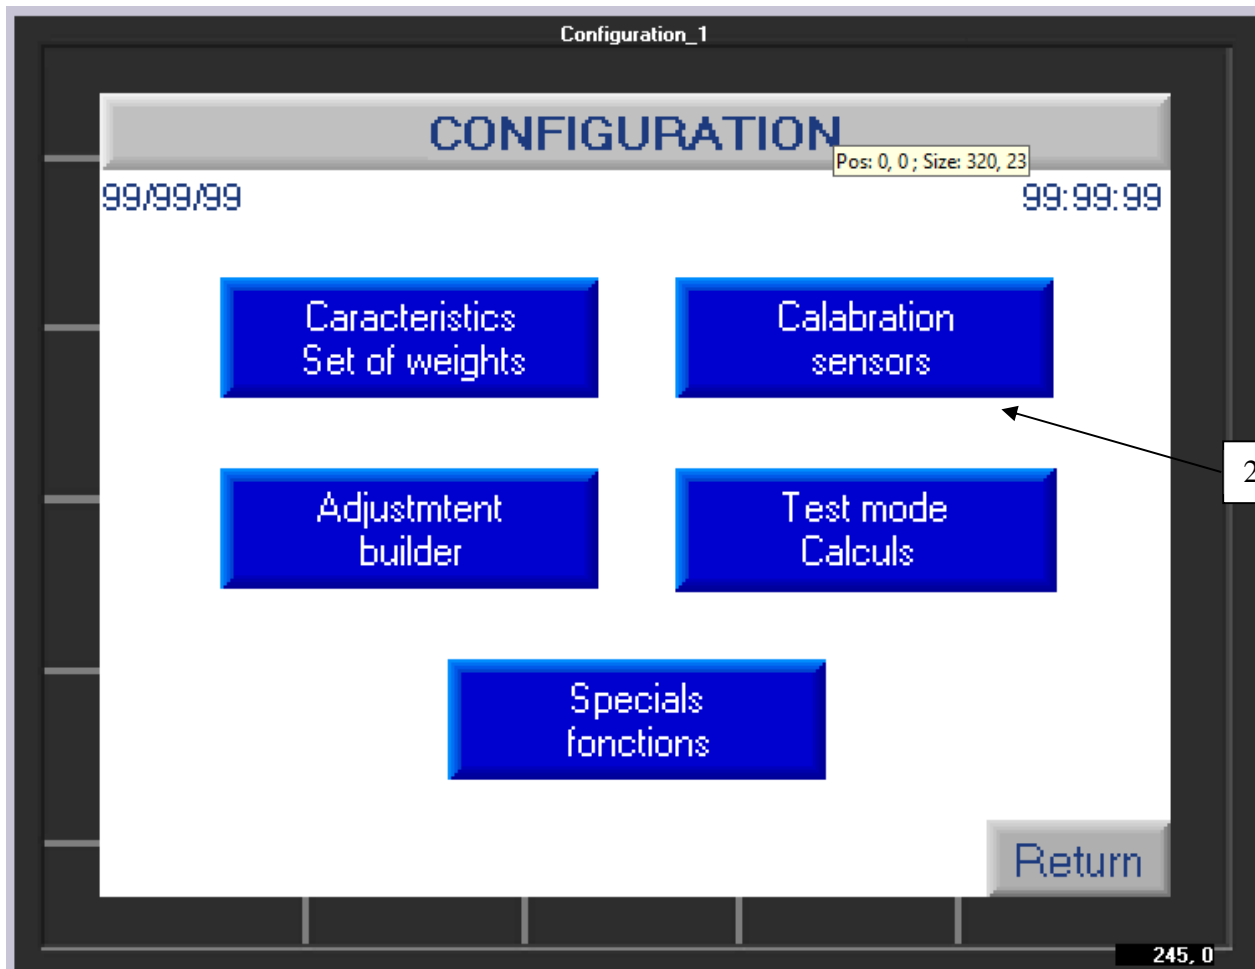 Configuration_1
CONFIGURATION
Pos: 0, 0 ; Size: 320, 23
99/99/99
99:99:99
Caracteristics
Set of weights
Calabration
sensors
2
Adjustmtent
builder
Test mode
Calculs
Specials
fonctions
Return
245, 0